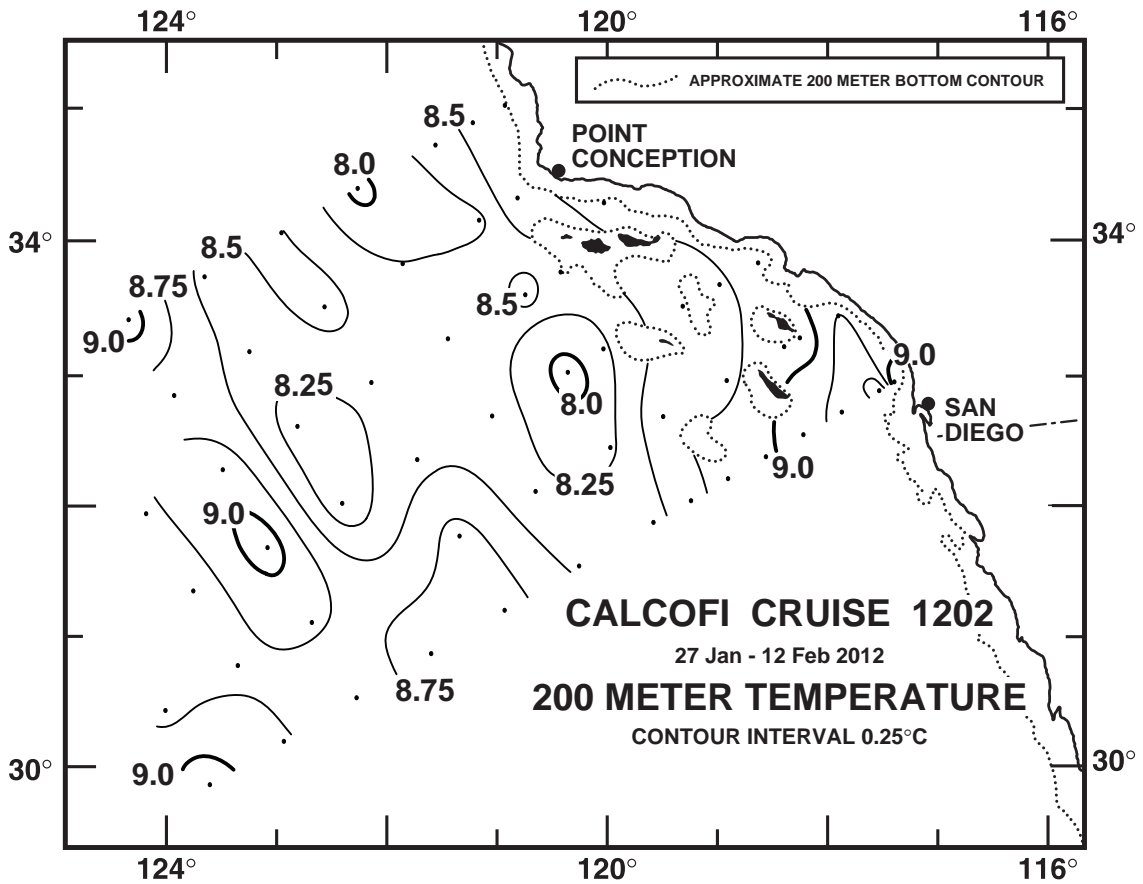 124° 120° 116°
APPROXIMATE 200 METER BOTTOM CONTOUR
8.5
POINT
CONCEPTION
8.0
34° 34°
8.5
8.75
8.5
9.0
9.0
8.25
8.0
SAN
DIEGO
9.0
8.25
9.0
CALCOFI CRUISE 1202
27 Jan - 12 Feb 2012
8.75
200 METER TEMPERATURE
CONTOUR INTERVAL 0.25°C
30° 30°
9.0
124° 120° 116°